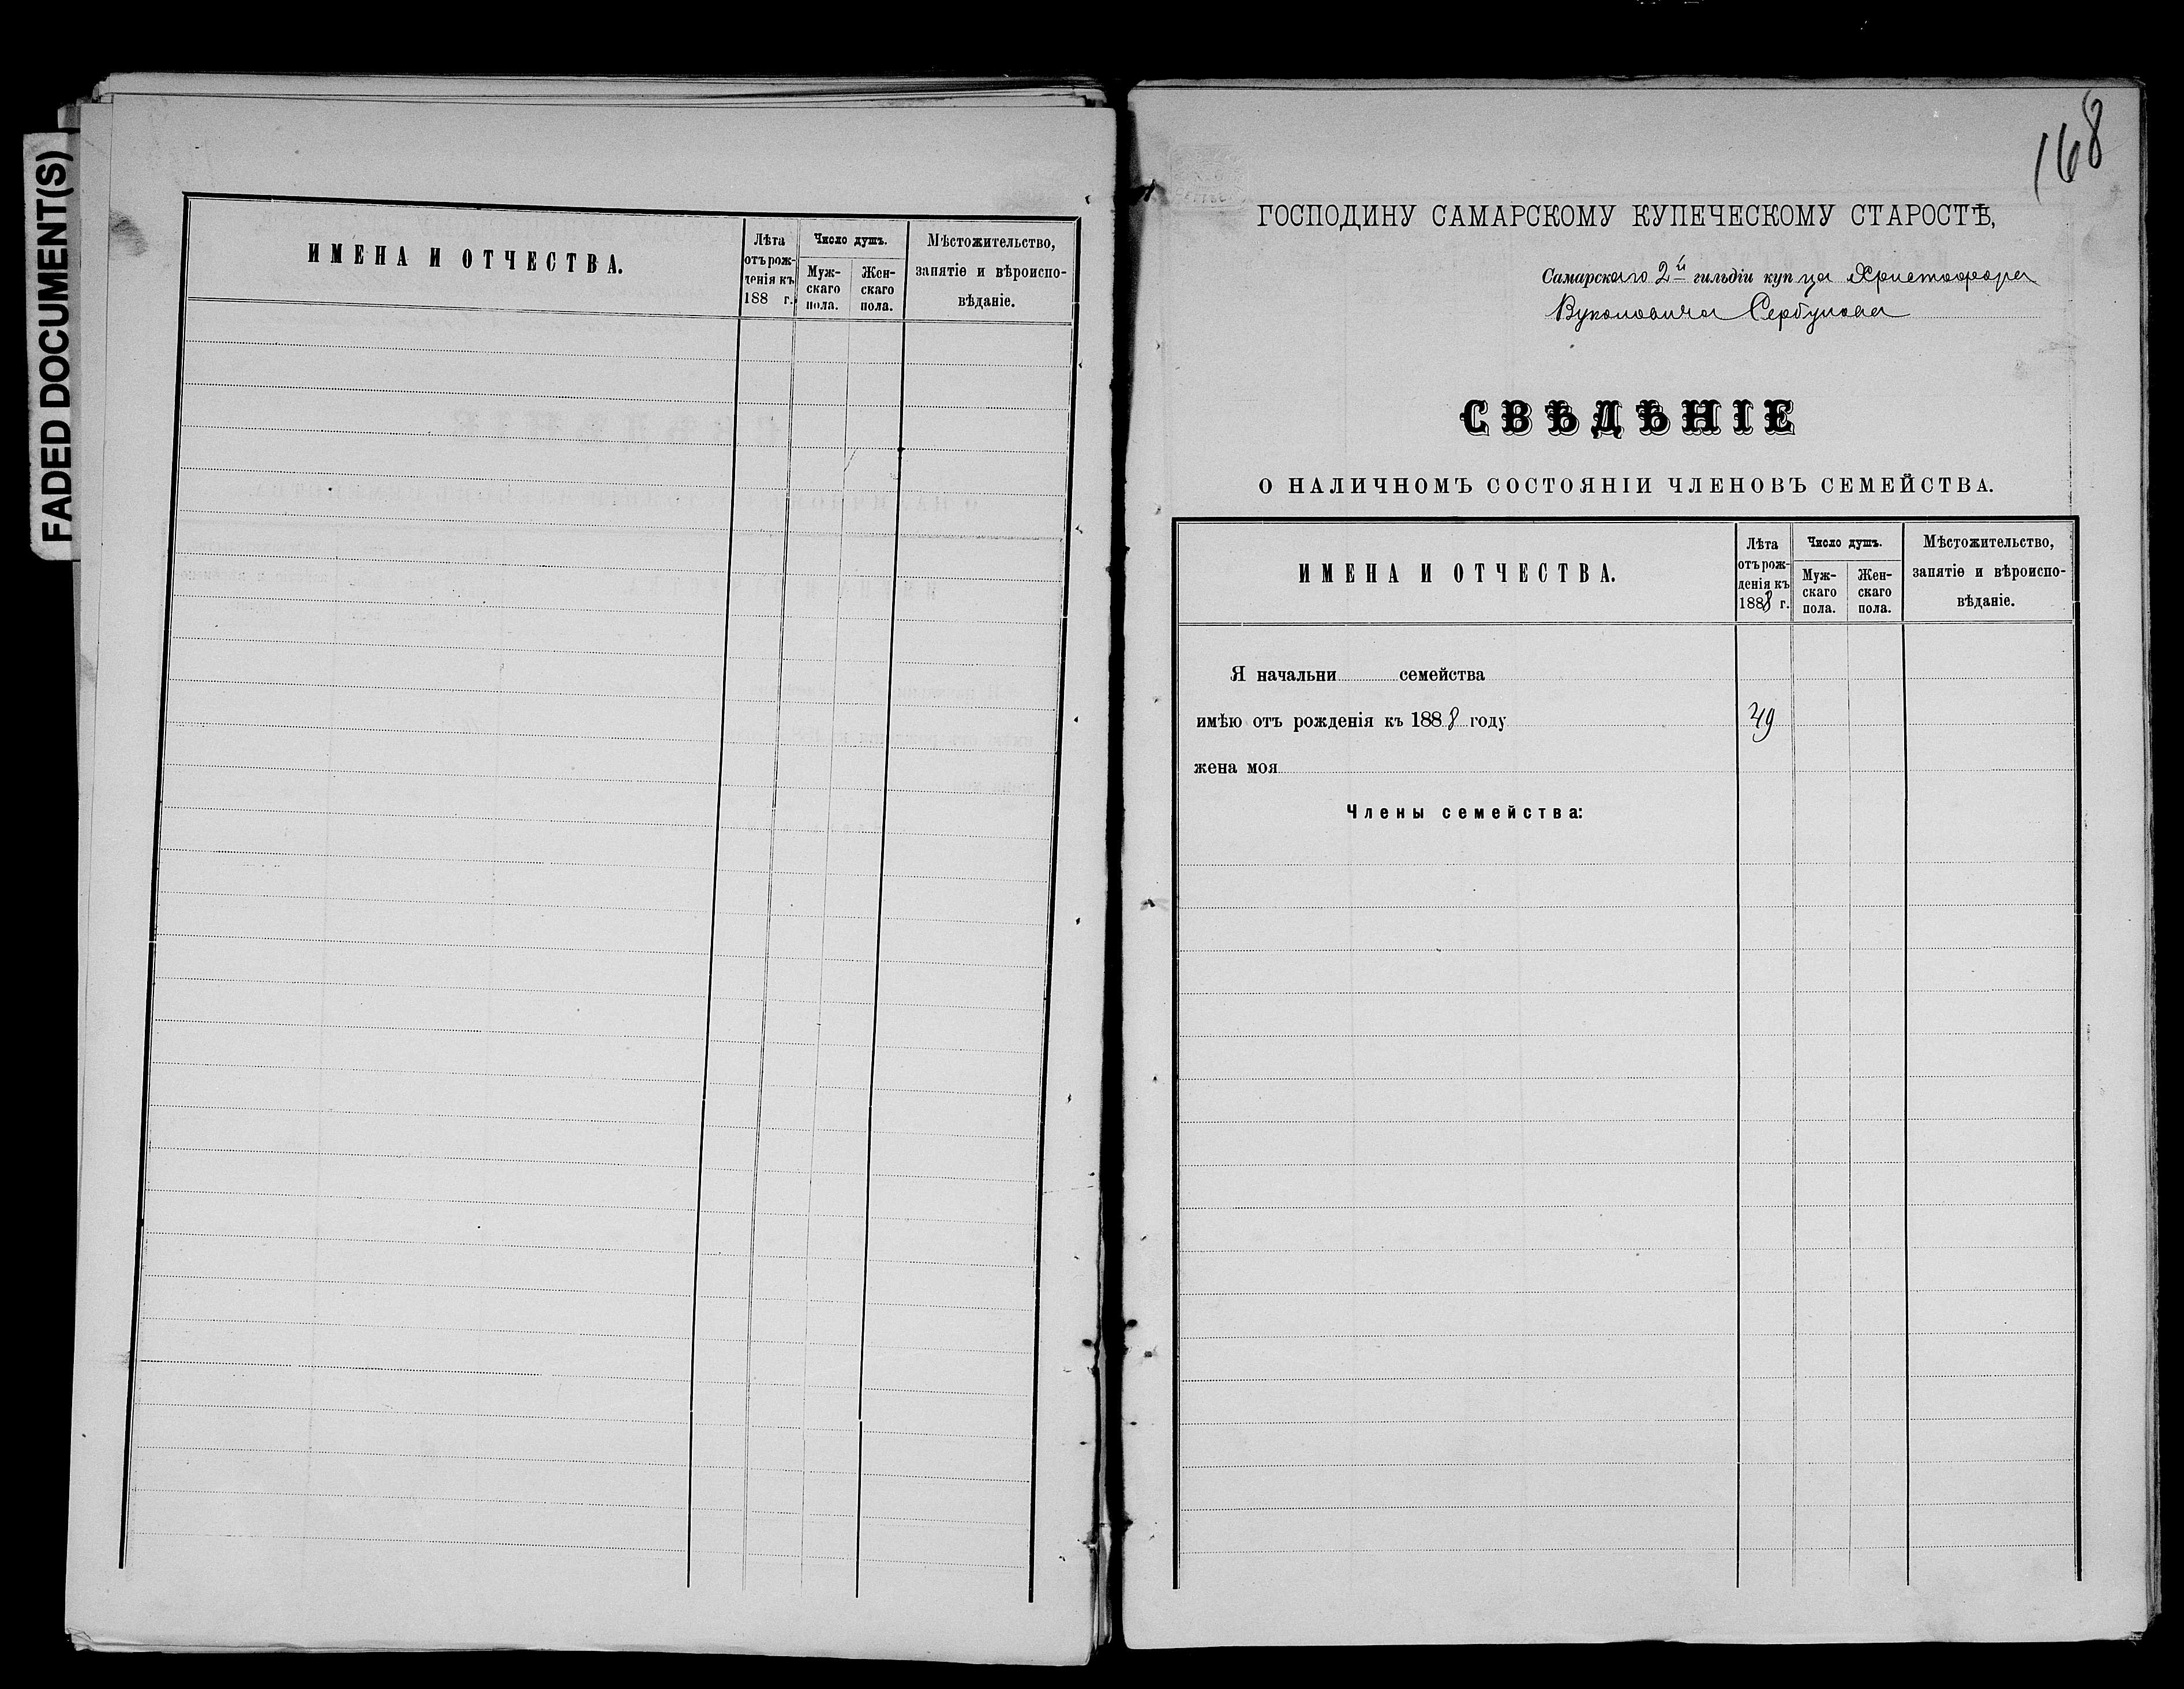 FADED DOCUMENT(S)
ИМЕНА И ОТЧЕСТВА.
Лѣта
отъ рож-
денія къ
188 г.
Число душъ.
Муж-
скаго
пола.
Жен-
скаго
пола.
Мѣстожительство,
занятіе и вѣроиспо-
вѣданіе.
168
ГОСПОДИНУ САМАРСКОМУ КУПЕЧЕСКОМУ СТАРОСТѢ,
Самарскаго 2й гильдіи купца Христофора
Вуколовича Сербулова
СВѢДѢНІЕ
О НАЛИЧНОМЪ СОСТОЯНІИ ЧЛЕНОВЪ СЕМЕЙСТВА.
ИМЕНА И ОТЧЕСТВА.
Лѣта
отъ рож-
денія къ
1888 г.
Число душъ.
Муж-
скаго
пола.
Жен-
скаго
пола.
Мѣстожительство,
занятіе и вѣроиспо-
вѣданіе.
Я начальни семейства
имѣю отъ рожденія къ 1888 году 49
жена моя
Члены семейства: